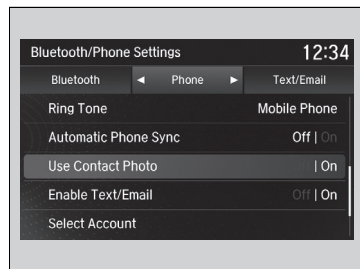 Bluetooth/Phone Settings 12:34
Bluetooth ◄ Phone ► Text/Email
Ring Tone Mobile Phone
Automatic Phone Sync Off | On
Use Contact Photo | On
Enable Text/Email Off | On
Select Account